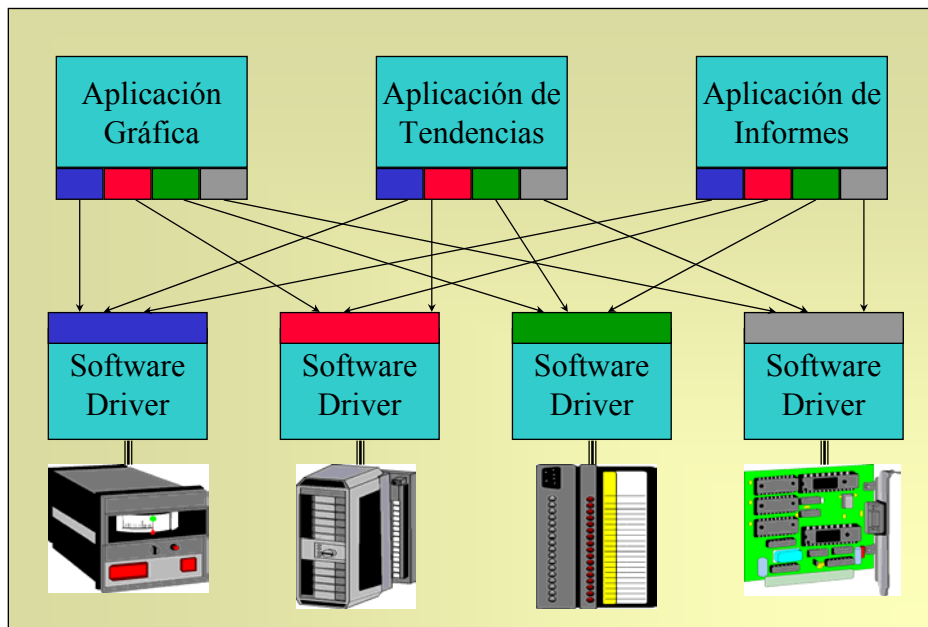 Aplicación
Gráfica
Aplicación de
Tendencias
Aplicación de
Informes
Software
Driver
Software
Driver
Software
Driver
Software
Driver